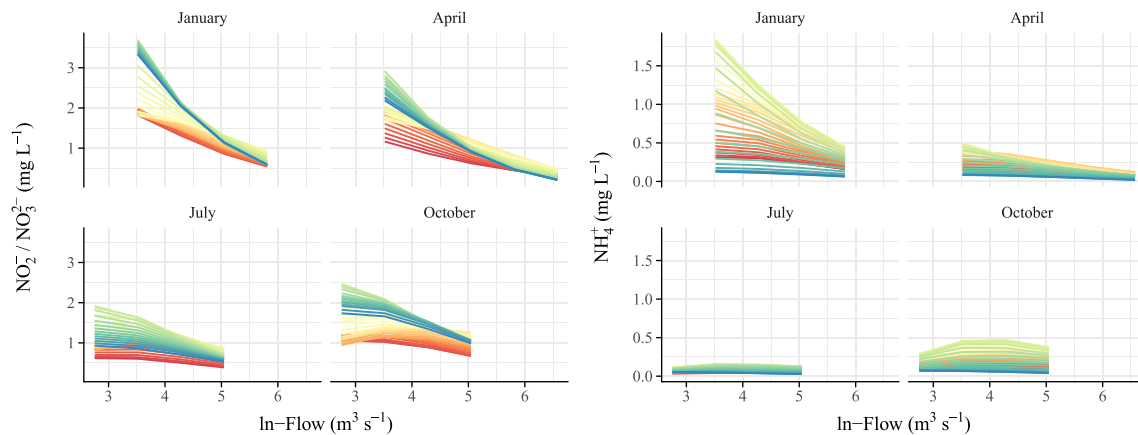 January April
3
2
1
July October
3
2
1
3 4 5 6 3 4 5 6
ln−Flow (m³ s⁻¹)
NO₂⁻ / NO₃²⁻ (mg L⁻¹)
January April
1.5
1.0
0.5
0.0
July October
1.5
1.0
0.5
0.0
3 4 5 6 3 4 5 6
ln−Flow (m³ s⁻¹)
NH₄⁺ (mg L⁻¹)